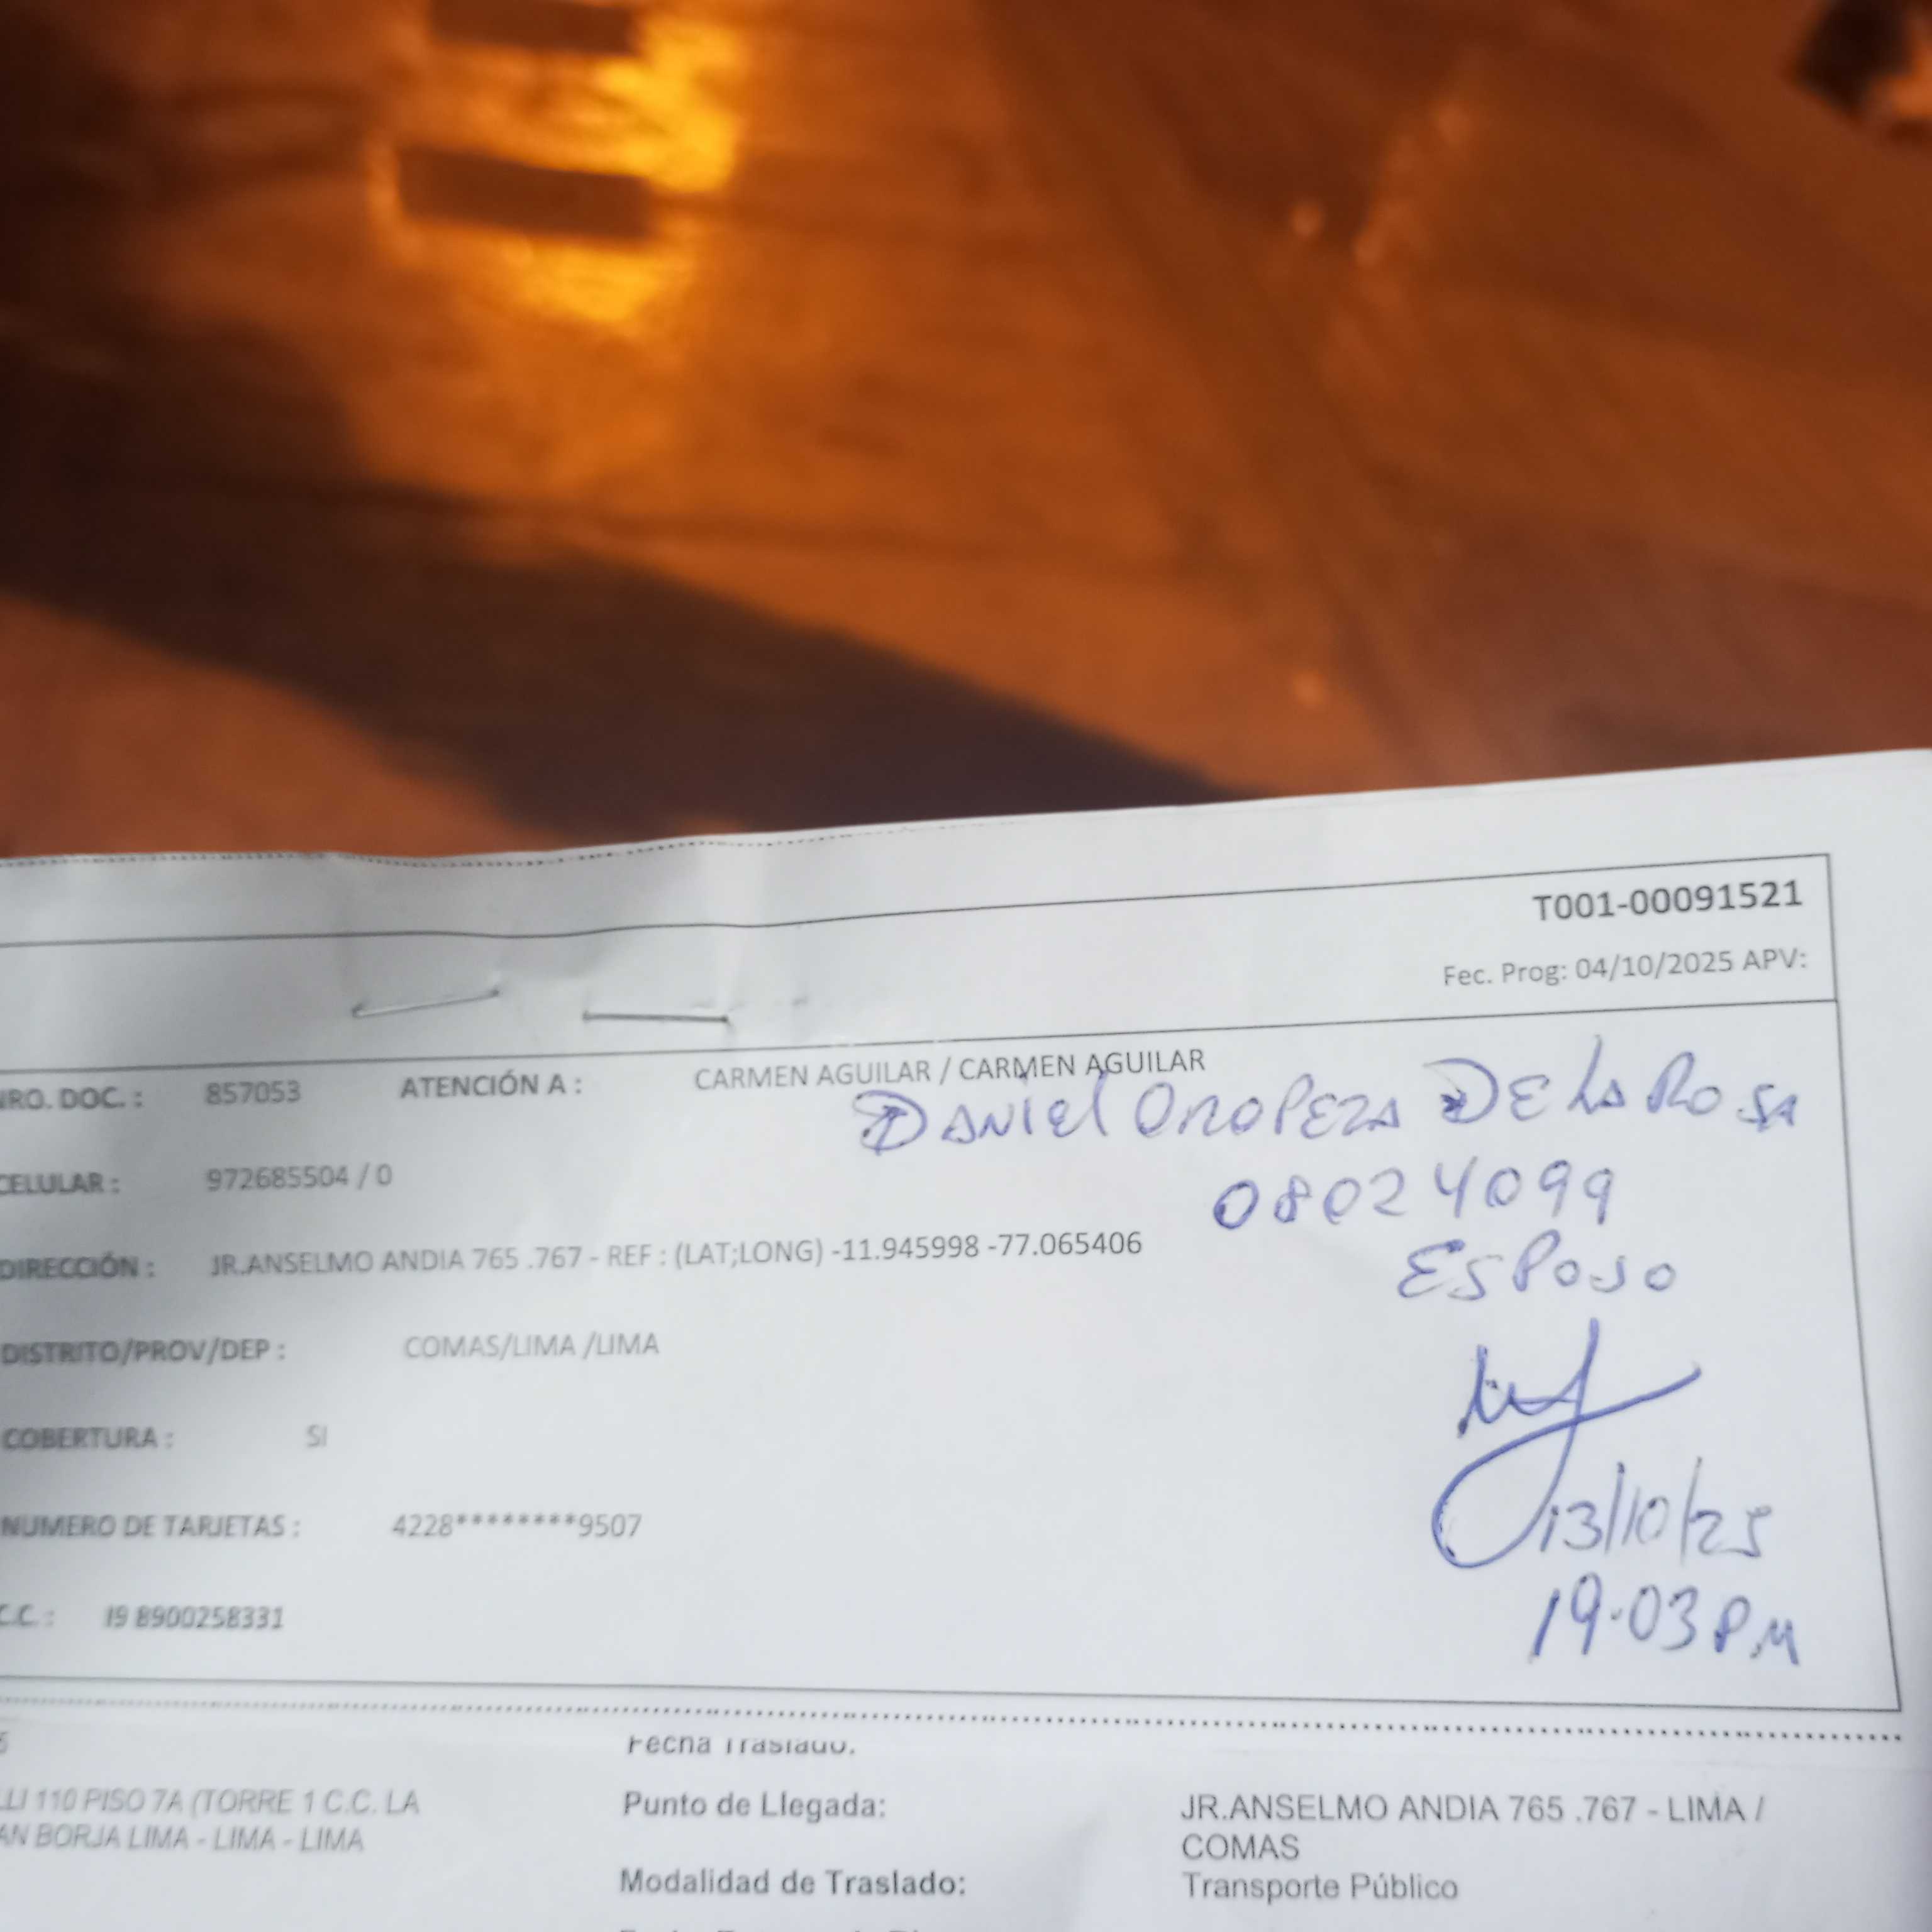 T001-00091521
Fec. Prog: 04/10/2025 APV:
NRO. DOC. : 857053 ATENCIÓN A : CARMEN AGUILAR / CARMEN AGUILAR
DANIEL OROPEZA DE LA ROSA
CELULAR : 972685504 / 0
08024099
DIRECCIÓN : JR.ANSELMO ANDIA 765 .767 - REF : (LAT;LONG) -11.945998 -77.065406
ESPOSO
DISTRITO/PROV/DEP : COMAS/LIMA /LIMA
COBERTURA : SI
NUMERO DE TARJETAS : 4228********9507
13/10/25
C.C. : I9 8900258331
19.03 PM
Fecha Traslado:
LLI 110 PISO 7A (TORRE 1 C.C. LA
AN BORJA LIMA - LIMA - LIMA
Punto de Llegada: JR.ANSELMO ANDIA 765 .767 - LIMA /
COMAS
Modalidad de Traslado: Transporte Público